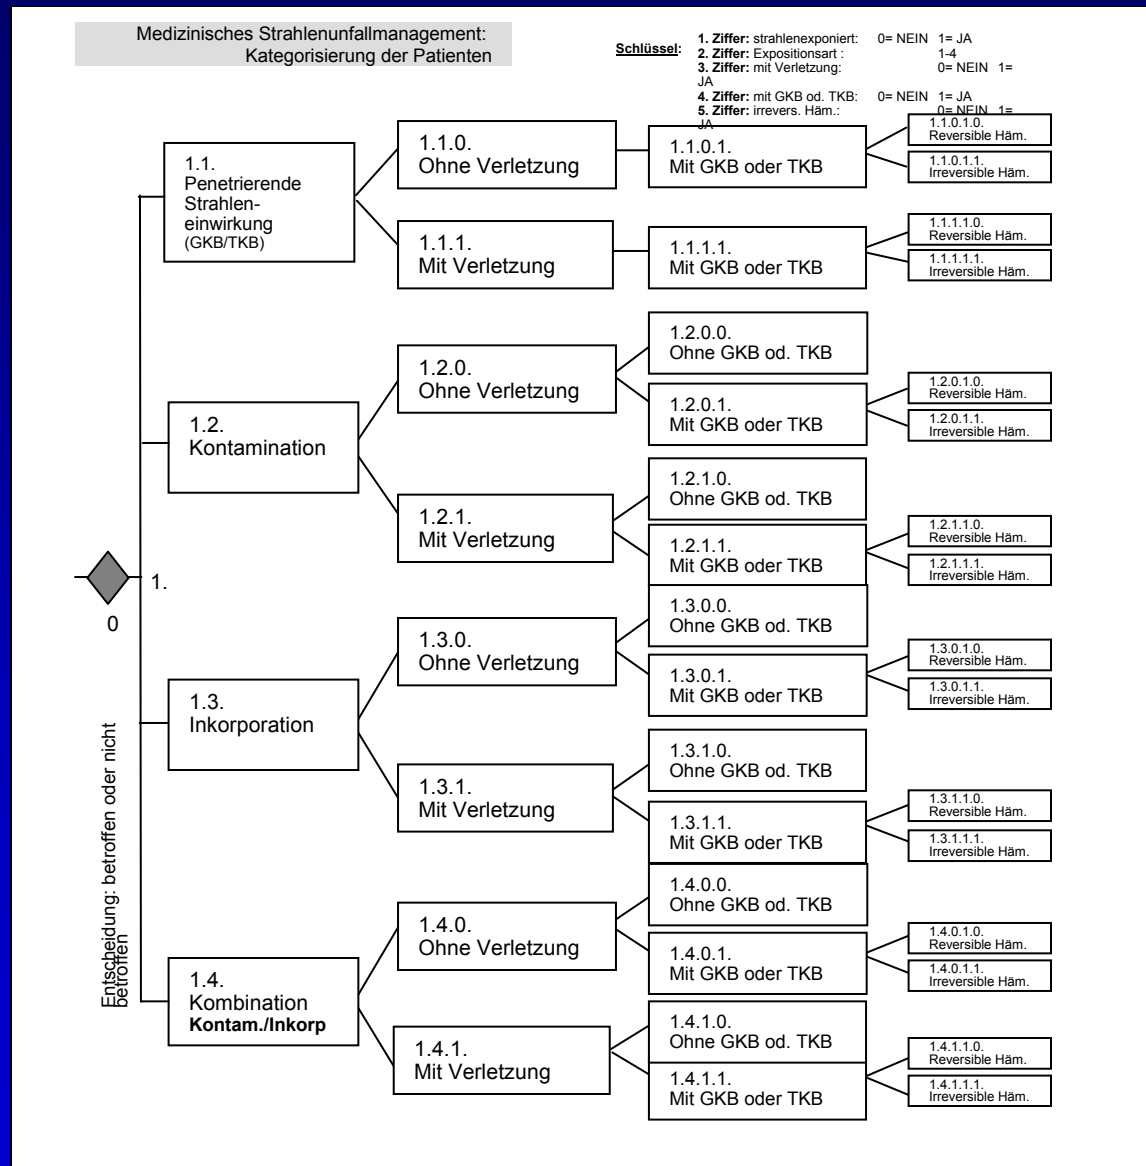 Medizinisches Strahlenunfallmanagement:
Kategorisierung der Patienten
Schlüssel:
1. Ziffer: strahlenexponiert: 0= NEIN 1= JA
2. Ziffer: Expositionsart : 1-4
3. Ziffer: mit Verletzung: 0= NEIN 1=
JA
4. Ziffer: mit GKB od. TKB: 0= NEIN 1= JA
5. Ziffer: irrevers. Häm.: 0= NEIN 1=
JA
1.1.
Penetrierende
Strahlen-
einwirkung
(GKB/TKB)
1.1.0.
Ohne Verletzung
1.1.0.1.
Mit GKB oder TKB
1.1.0.1.0.
Reversible Häm.
1.1.0.1.1.
Irreversible Häm.
1.1.1.
Mit Verletzung
1.1.1.1.
Mit GKB oder TKB
1.1.1.1.0.
Reversible Häm.
1.1.1.1.1.
Irreversible Häm.
1.2.
Kontamination
1.2.0.
Ohne Verletzung
1.2.0.0.
Ohne GKB od. TKB
1.2.0.1.
Mit GKB oder TKB
1.2.0.1.0.
Reversible Häm.
1.2.0.1.1.
Irreversible Häm.
1.2.1.
Mit Verletzung
1.2.1.0.
Ohne GKB od. TKB
1.2.1.1.
Mit GKB oder TKB
1.2.1.1.0.
Reversible Häm.
1.2.1.1.1.
Irreversible Häm.
1.
0
Entscheidung: betroffen oder nicht
betroffen
1.3.
Inkorporation
1.3.0.
Ohne Verletzung
1.3.0.0.
Ohne GKB od. TKB
1.3.0.1.
Mit GKB oder TKB
1.3.0.1.0.
Reversible Häm.
1.3.0.1.1.
Irreversible Häm.
1.3.1.
Mit Verletzung
1.3.1.0.
Ohne GKB od. TKB
1.3.1.1.
Mit GKB oder TKB
1.3.1.1.0.
Reversible Häm.
1.3.1.1.1.
Irreversible Häm.
1.4.
Kombination
Kontam./Inkorp
1.4.0.
Ohne Verletzung
1.4.0.0.
Ohne GKB od. TKB
1.4.0.1.
Mit GKB oder TKB
1.4.0.1.0.
Reversible Häm.
1.4.0.1.1.
Irreversible Häm.
1.4.1.
Mit Verletzung
1.4.1.0.
Ohne GKB od. TKB
1.4.1.1.
Mit GKB oder TKB
1.4.1.1.0.
Reversible Häm.
1.4.1.1.1.
Irreversible Häm.